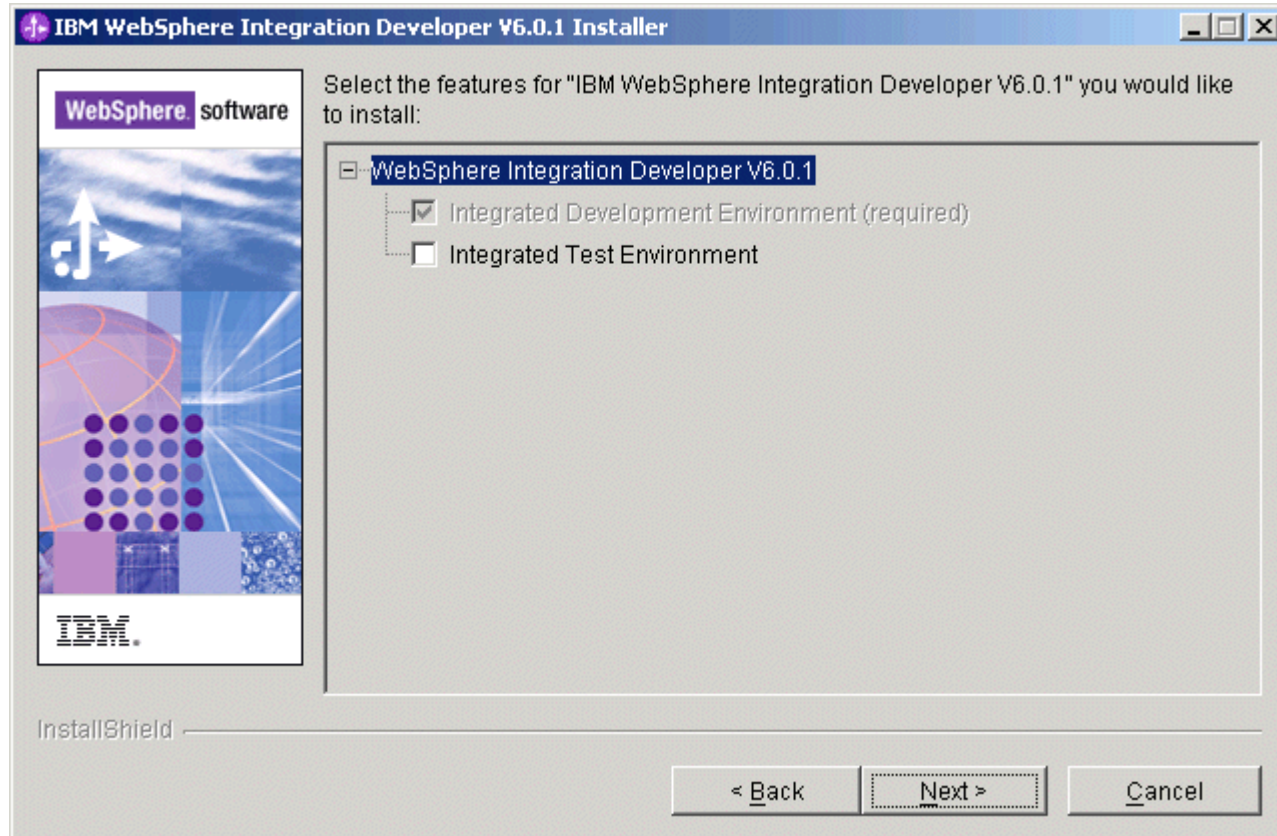 IBM WebSphere Integration Developer V6.0.1 Installer
WebSphere. software
IBM.
Select the features for "IBM WebSphere Integration Developer V6.0.1" you would like
to install:
WebSphere Integration Developer V6.0.1
Integrated Development Environment (required)
Integrated Test Environment
InstallShield
< Back
Next >
Cancel